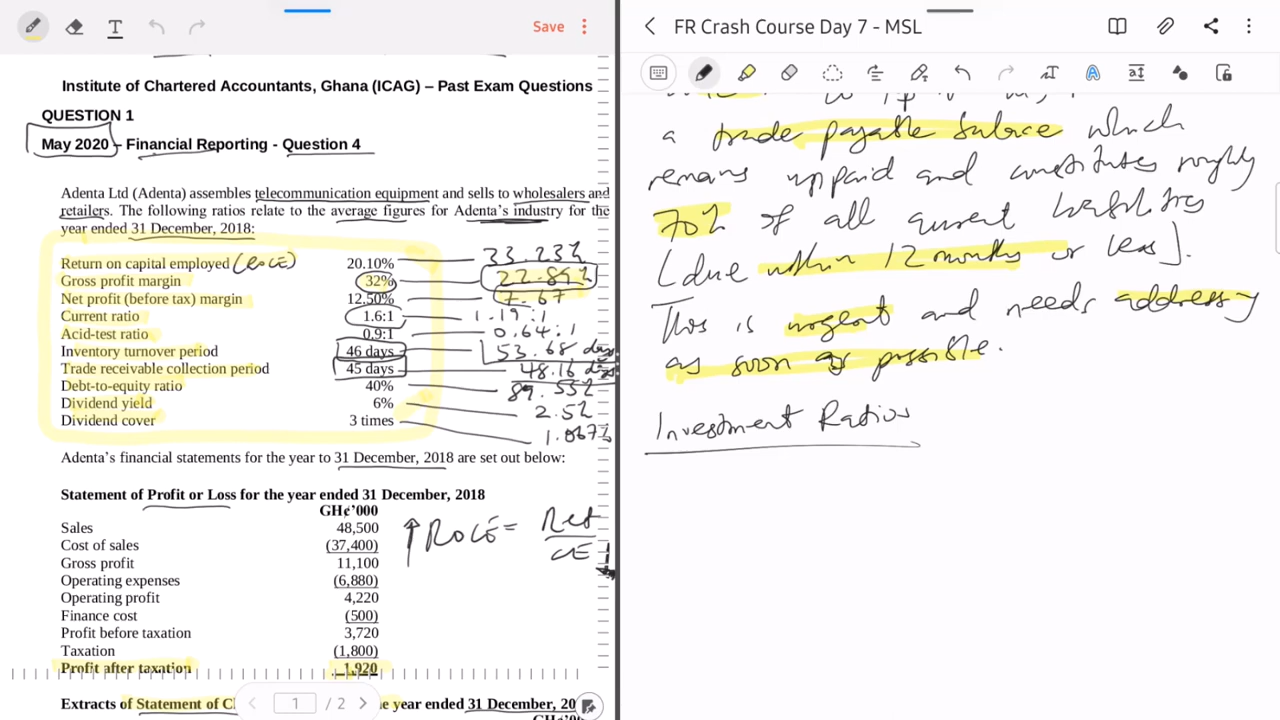 Save
Institute of Chartered Accountants, Ghana (ICAG) – Past Exam Questions
QUESTION 1
May 2020 – Financial Reporting - Question 4
Adenta Ltd (Adenta) assembles telecommunication equipment and sells to wholesalers and
retailers. The following ratios relate to the average figures for Adenta's industry for the
year ended 31 December, 2018:
Return on capital employed (ROCE) 20.10% 33.23%
Gross profit margin 32% 22.89%
Net profit (before tax) margin 12.50% 7.67
Current ratio 1.6:1 1.19:1
Acid-test ratio 0.9:1 0.64:1
Inventory turnover period 46 days 53.68 days
Trade receivable collection period 45 days 48.16 days
Debt-to-equity ratio 40% 89.55%
Dividend yield 6% 2.5%
Dividend cover 3 times 1.067
Adenta's financial statements for the year to 31 December, 2018 are set out below:
Statement of Profit or Loss for the year ended 31 December, 2018
GH¢'000
Sales 48,500
Cost of sales (37,400)
Gross profit 11,100
Operating expenses (6,880)
Operating profit 4,220
Finance cost (500)
Profit before taxation 3,720
Taxation (1,800)
Profit after taxation 1,920
ROCE = Ret
CE
Extracts of Statement of C
year ended 31 December, 20
1 / 2
FR Crash Course Day 7 - MSL
a trade payable balace which
remains uppaid and constitutes roughly
70% of all current liabilities
(due within 12 months or less).
This is urgent and needs addressing
as soon as possible.
Investment Ratios